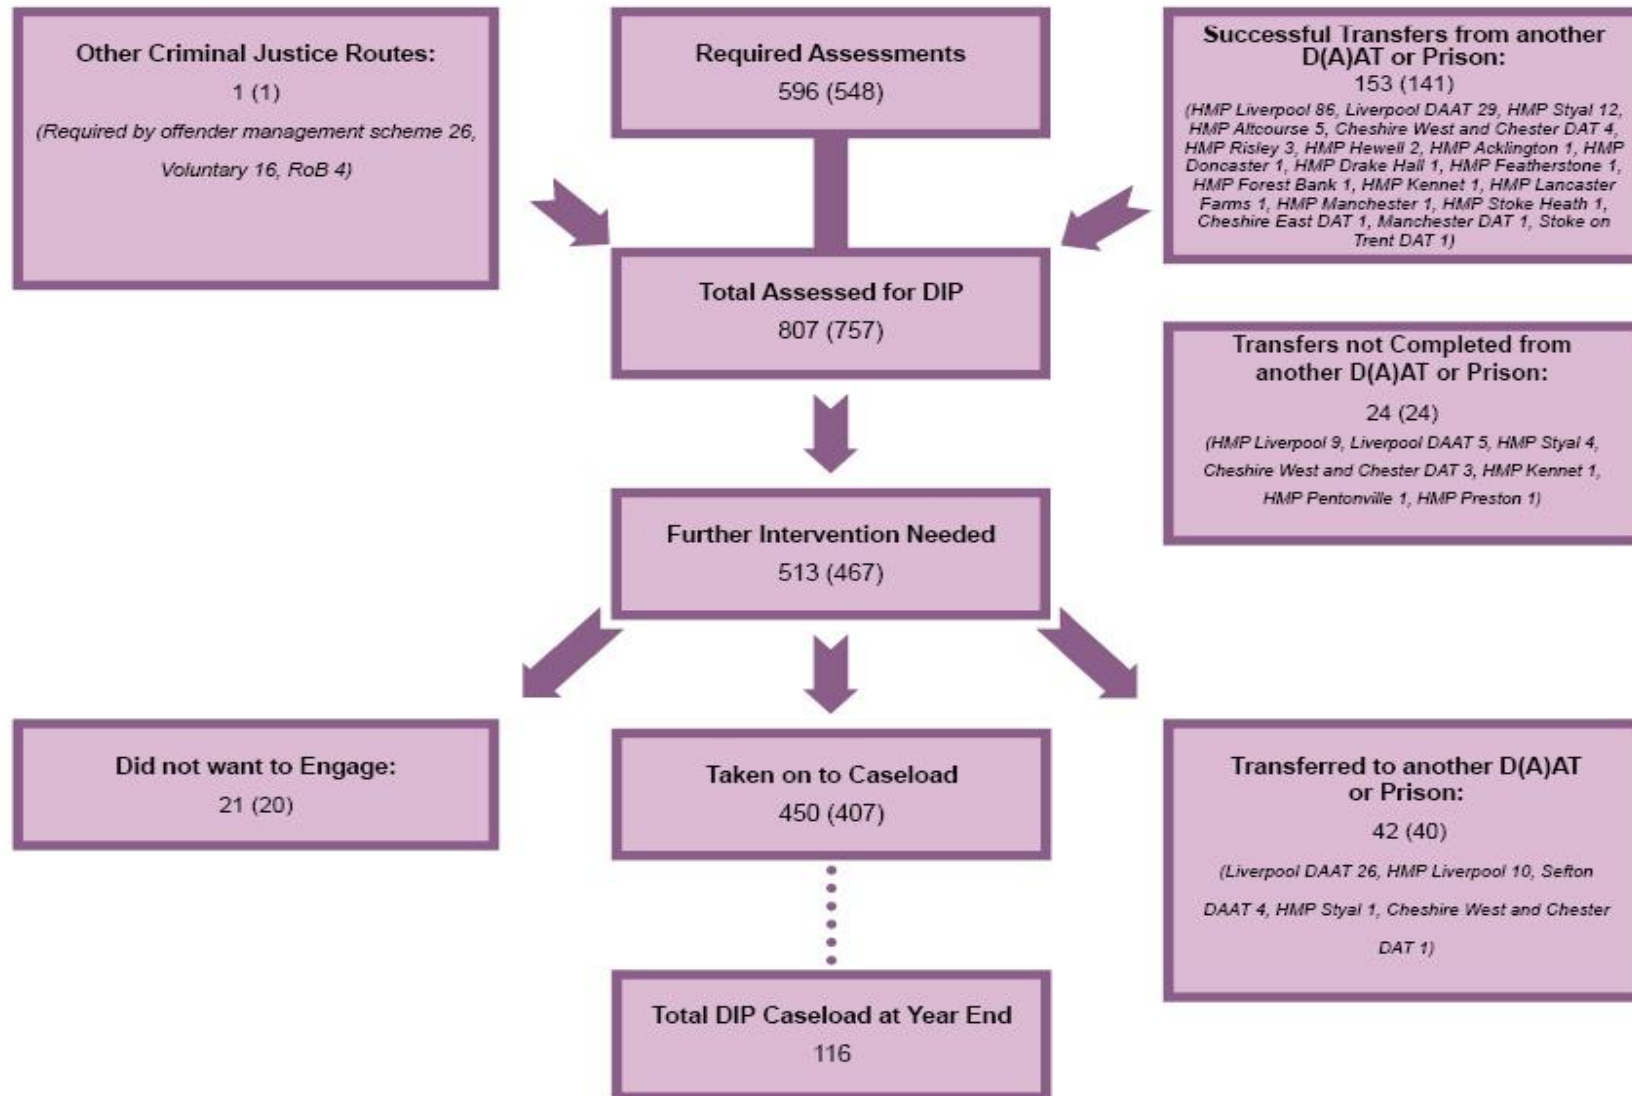 Other Criminal Justice Routes:
1 (1)
(Required by offender management scheme 26,
Voluntary 16, RoB 4)
Required Assessments
596 (548)
Successful Transfers from another
D(A)AT or Prison:
153 (141)
(HMP Liverpool 86, Liverpool DAAT 29, HMP Styal 12,
HMP Altcourse 5, Cheshire West and Chester DAT 4,
HMP Risley 3, HMP Hewell 2, HMP Acklington 1, HMP
Doncaster 1, HMP Drake Hall 1, HMP Featherstone 1,
HMP Forest Bank 1, HMP Kennet 1, HMP Lancaster
Farms 1, HMP Manchester 1, HMP Stoke Heath 1,
Cheshire East DAT 1, Manchester DAT 1, Stoke on
Trent DAT 1)
Total Assessed for DIP
807 (757)
Transfers not Completed from
another D(A)AT or Prison:
24 (24)
(HMP Liverpool 9, Liverpool DAAT 5, HMP Styal 4,
Cheshire West and Chester DAT 3, HMP Kennet 1,
HMP Pentonville 1, HMP Preston 1)
Further Intervention Needed
513 (467)
Did not want to Engage:
21 (20)
Taken on to Caseload
450 (407)
Transferred to another D(A)AT
or Prison:
42 (40)
(Liverpool DAAT 26, HMP Liverpool 10, Sefton
DAAT 4, HMP Styal 1, Cheshire West and Chester
DAT 1)
Total DIP Caseload at Year End
116